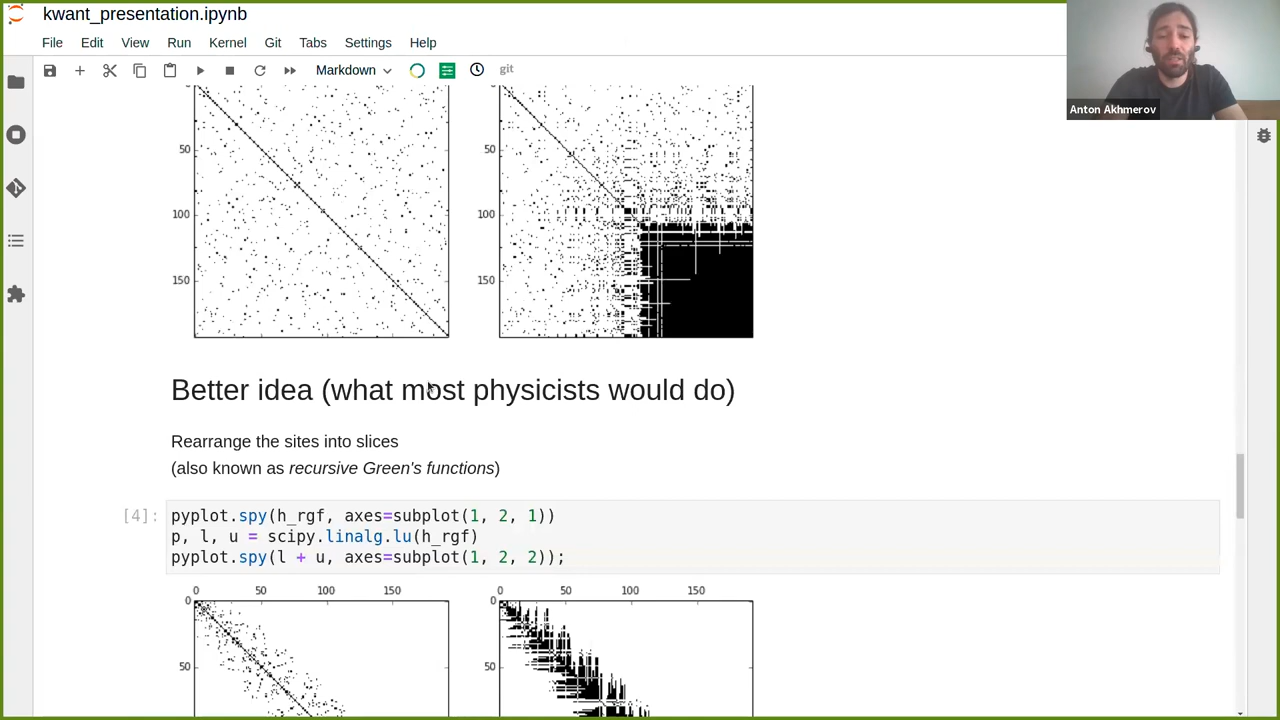 kwant_presentation.ipynb
File Edit View Run Kernel Git Tabs Settings Help
Markdown
git
Anton Akhmerov
50
100
150
50
100
150
Better idea (what most physicists would do)
Rearrange the sites into slices
(also known as recursive Green's functions)
[4]:
pyplot.spy(h_rgf, axes=subplot(1, 2, 1))
p, l, u = scipy.linalg.lu(h_rgf)
pyplot.spy(l + u, axes=subplot(1, 2, 2));
0 50 100 150
0
50
0 50 100 150
0
50